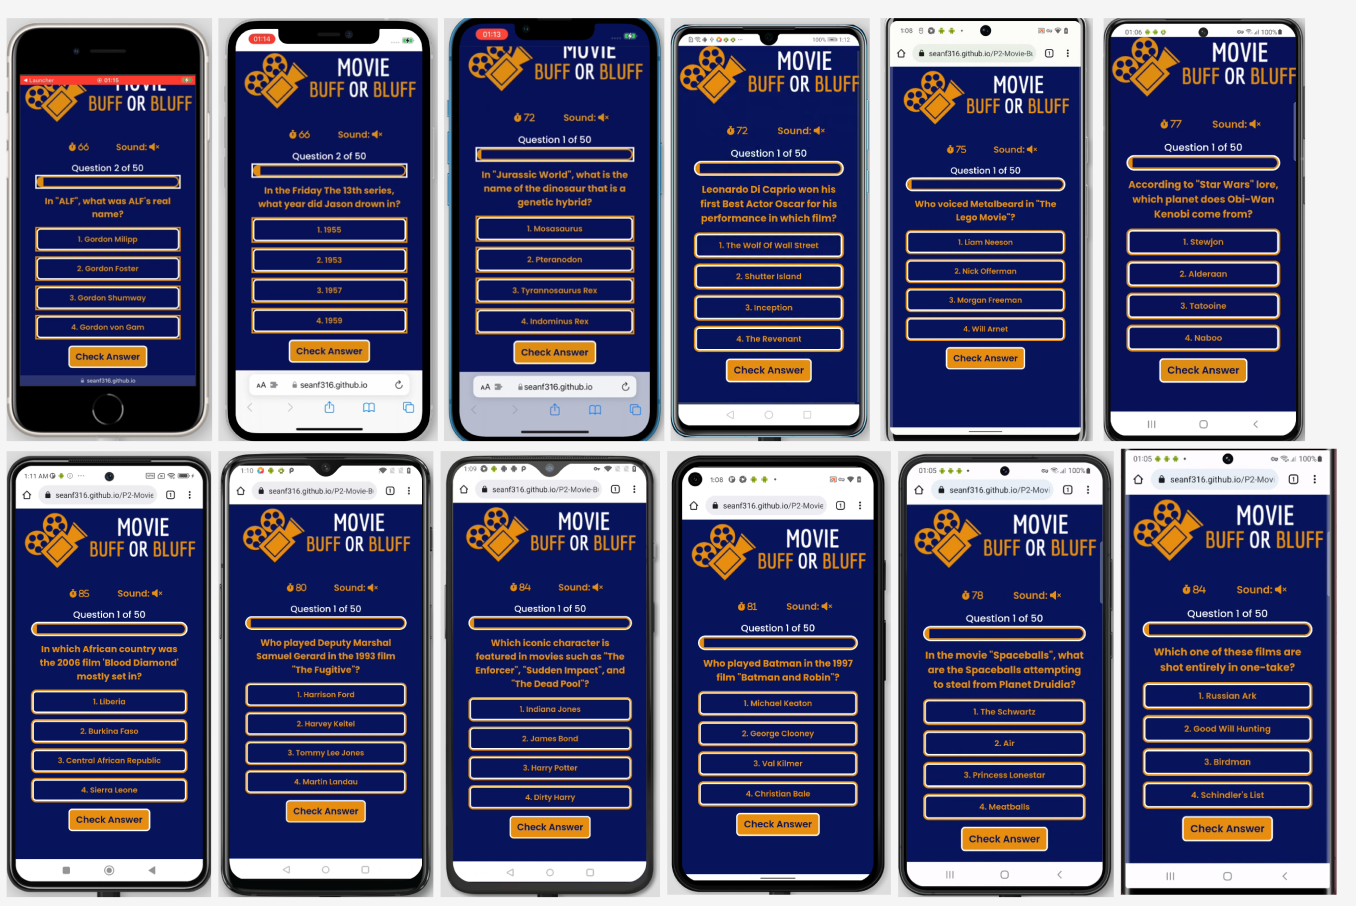 Launcher
01:15
MOVIE
BUFF OR BLUFF
66
Question 2 of 50
In "ALF", what was ALF's real
name?
1. Gordon Milipp
2. Gordon Foster
3. Gordon Shumway
4. Gordon von Gam
Check Answer
seanf316.github.io
01:14
MOVIE
BUFF OR BLUFF
66 Sound:
Question 2 of 50
In the Friday The 13th series,
what year did Jason drown in?
1. 1955
2. 1953
3. 1957
4. 1959
Check Answer
AA seanf316.github.io
01:13
MOVIE
BUFF OR BLUFF
72 Sound:
Question 1 of 50
In "Jurassic World", what is the
name of the dinosaur that is a
genetic hybrid?
1. Mosasaurus
2. Pteranodon
3. Tyrannosaurus Rex
4. Indominus Rex
Check Answer
AA seanf316.github.io
100% 1:12
MOVIE
BUFF OR BLUFF
72 Sound:
Question 1 of 50
Leonardo Di Caprio won his
first Best Actor Oscar for his
performance in which film?
1. The Wolf Of Wall Street
2. Shutter Island
3. Inception
4. The Revenant
Check Answer
1:08
seanf316.github.io/P2-Movie-Bu 1
MOVIE
BUFF OR BLUFF
75 Sound:
Question 1 of 50
Who voiced Metalbeard in "The
Lego Movie"?
1. Liam Neeson
2. Nick Offerman
3. Morgan Freeman
4. Will Arnet
Check Answer
01:06 100%
MOVIE
BUFF OR BLUFF
77 Sound:
Question 1 of 50
According to "Star Wars" lore,
which planet does Obi-Wan
Kenobi come from?
1. Stewjon
2. Alderaan
3. Tatooine
4. Naboo
Check Answer
1:11 AM
seanf316.github.io/P2-Movie 1
MOVIE
BUFF OR BLUFF
85 Sound:
Question 1 of 50
In which African country was
the 2006 film 'Blood Diamond'
mostly set in?
1. Liberia
2. Burkina Faso
3. Central African Republic
4. Sierra Leone
Check Answer
1:10 P
seanf316.github.io/P2-Movie-B 1
MOVIE
BUFF OR BLUFF
80 Sound:
Question 1 of 50
Who played Deputy Marshal
Samuel Gerard in the 1993 film
"The Fugitive"?
1. Harrison Ford
2. Harvey Keitel
3. Tommy Lee Jones
4. Martin Landau
Check Answer
1:09 P
seanf316.github.io/P2-Movie-B 1
MOVIE
BUFF OR BLUFF
84 Sound:
Question 1 of 50
Which iconic character is
featured in movies such as "The
Enforcer", "Sudden Impact", and
"The Dead Pool"?
1. Indiana Jones
2. James Bond
3. Harry Potter
4. Dirty Harry
Check Answer
1:08
seanf316.github.io/P2-Movie 1
MOVIE
BUFF OR BLUFF
81 Sound:
Question 1 of 50
Who played Batman in the 1997
film "Batman and Robin"?
1. Michael Keaton
2. George Clooney
3. Val Kilmer
4. Christian Bale
Check Answer
01:05 100%
seanf316.github.io/P2-Movi 1
MOVIE
BUFF OR BLUFF
78 Sound:
Question 1 of 50
In the movie "Spaceballs", what
are the Spaceballs attempting
to steal from Planet Druidia?
1. The Schwartz
2. Air
3. Princess Lonestar
4. Meatballs
Check Answer
01:05 100%
seanf316.github.io/P2-Movi 1
MOVIE
BUFF OR BLUFF
84 Sound:
Question 1 of 50
Which one of these films are
shot entirely in one-take?
1. Russian Ark
2. Good Will Hunting
3. Birdman
4. Schindler's List
Check Answer